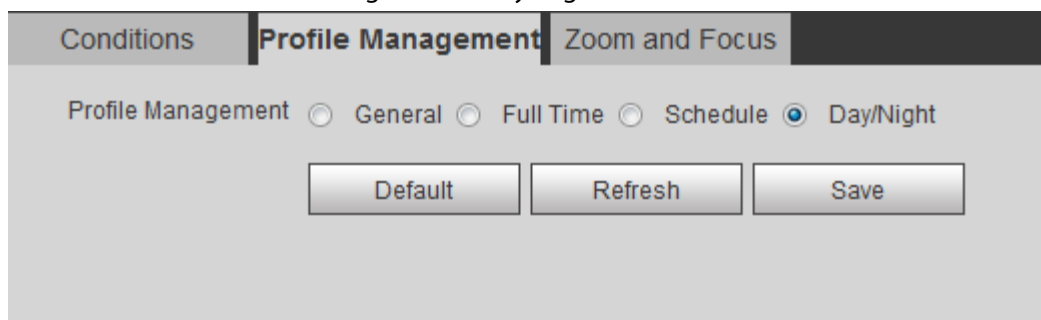 Conditions Profile Management Zoom and Focus
Profile Management General Full Time Schedule Day/Night
Default Refresh Save